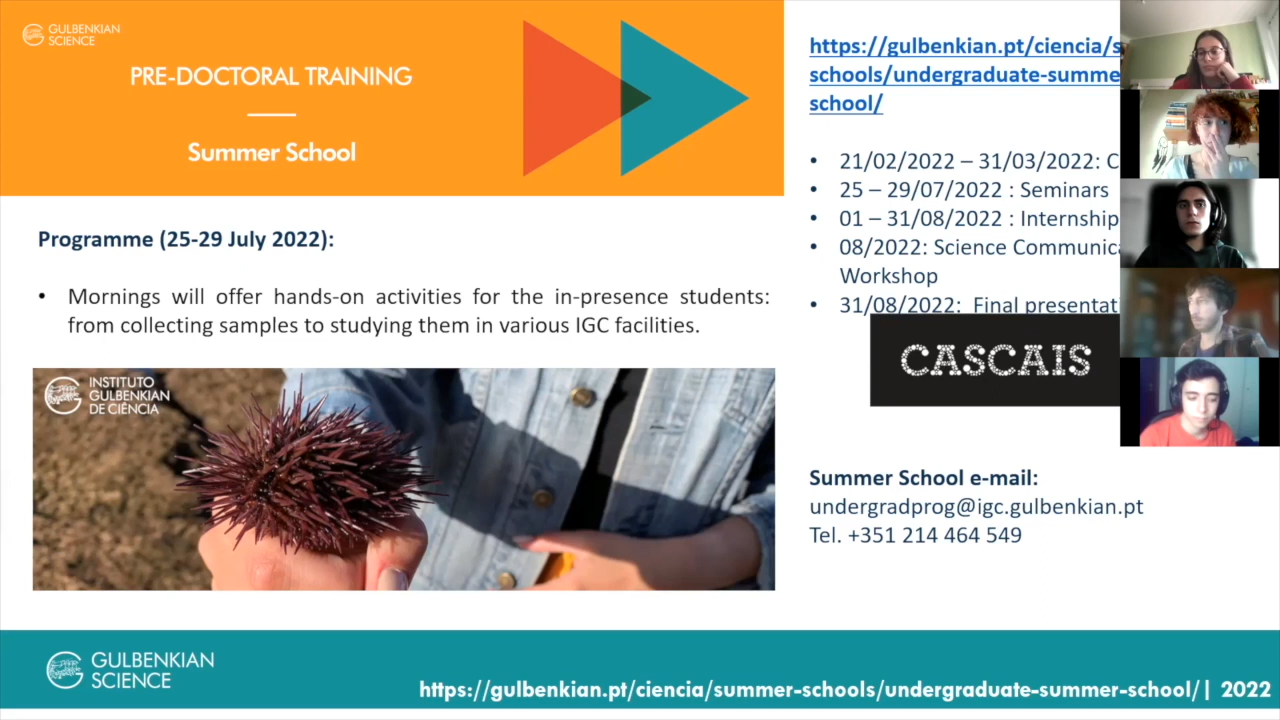 GULBENKIAN
SCIENCE
PRE-DOCTORAL TRAINING
Summer School
Programme (25-29 July 2022):
• Mornings will offer hands-on activities for the in-presence students:
from collecting samples to studying them in various IGC facilities.
INSTITUTO
GULBENKIAN
DE CIÊNCIA
https://gulbenkian.pt/ciencia/s
schools/undergraduate-summe
school/
• 21/02/2022 – 31/03/2022: C
• 25 – 29/07/2022 : Seminars
• 01 – 31/08/2022 : Internship
• 08/2022: Science Communica
Workshop
• 31/08/2022: Final presentat
CASCAIS
Summer School e-mail:
undergradprog@igc.gulbenkian.pt
Tel. +351 214 464 549
GULBENKIAN
SCIENCE
https://gulbenkian.pt/ciencia/summer-schools/undergraduate-summer-school/ | 2022